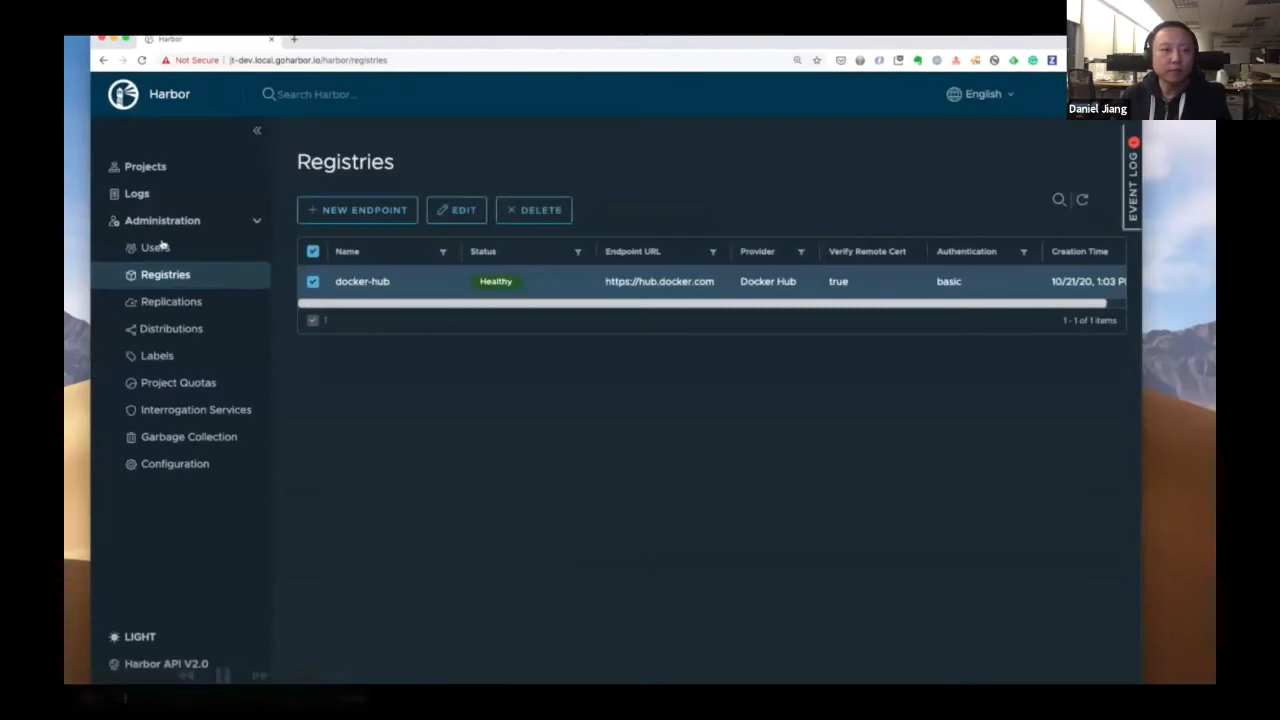 Harbor
Not Secure
jt-dev.local.goharbor.io/harbor/registries
Harbor
Search Harbor...
English
Daniel Jiang
Projects
Logs
Administration
Users
Registries
Replications
Distributions
Labels
Project Quotas
Interrogation Services
Garbage Collection
Configuration
LIGHT
Harbor API V2.0
Registries
+ NEW ENDPOINT
EDIT
× DELETE
EVENT LOG
Name Status Endpoint URL Provider Verify Remote Cert Authentication Creation Time
docker-hub Healthy https://hub.docker.com Docker Hub true basic 10/21/20, 1:03 P
1
1 - 1 of 1 items